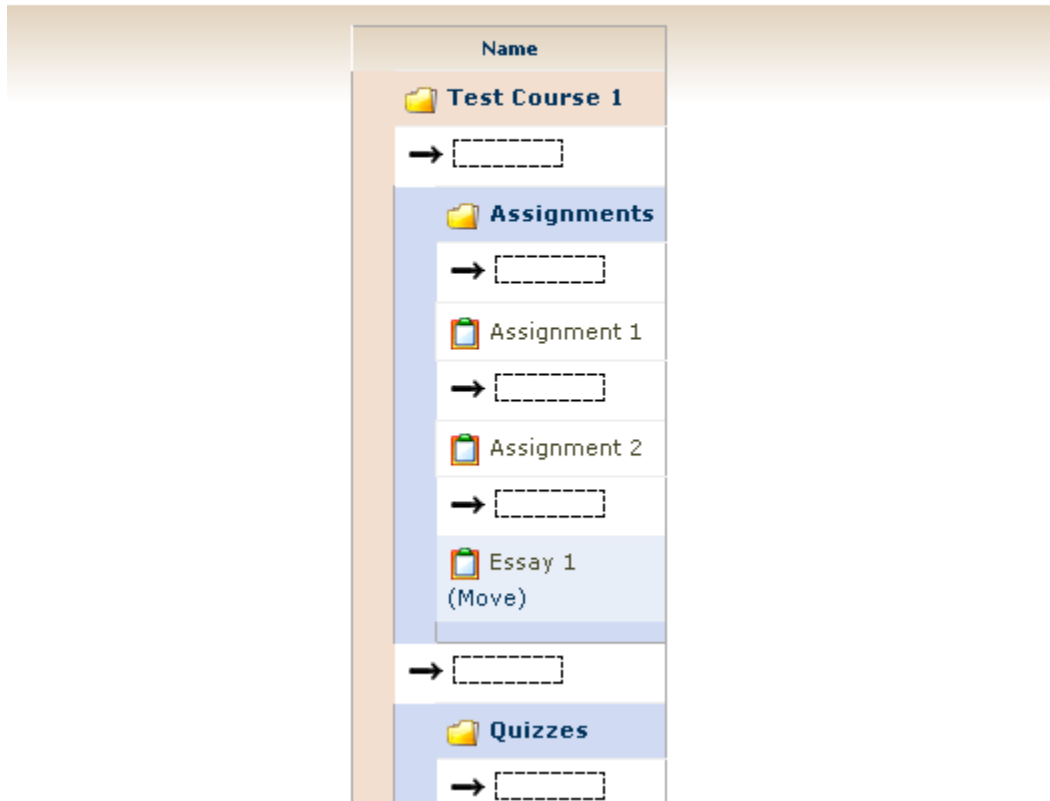 Name
Test Course 1
Assignments
Assignment 1
Assignment 2
Essay 1
(Move)
Quizzes